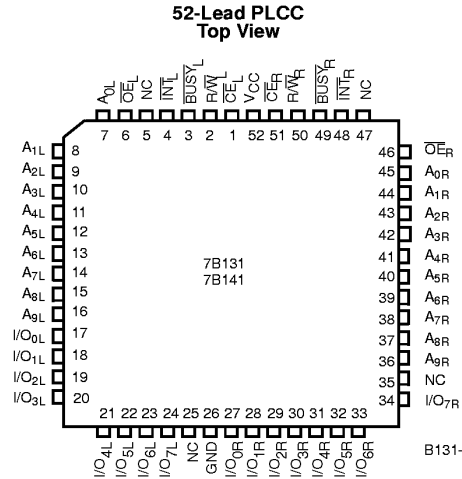 52-Lead PLCC
Top View
A0L OEL NC INTL BUSYL R/WL CEL VCC CER R/WR BUSYR INTR NC
7 6 5 4 3 2 1 52 51 50 49 48 47
A1L 8
A2L 9
A3L 10
A4L 11
A5L 12
A6L 13
A7L 14
A8L 15
A9L 16
I/O0L 17
I/O1L 18
I/O2L 19
I/O3L 20
7B131
7B141
46 OER
45 A0R
44 A1R
43 A2R
42 A3R
41 A4R
40 A5R
39 A6R
38 A7R
37 A8R
36 A9R
35 NC
34 I/O7R
21 22 23 24 25 26 27 28 29 30 31 32 33
I/O4L I/O5L I/O6L I/O7L NC GND I/O0R I/O1R I/O2R I/O3R I/O4R I/O5R I/O6R
B131-